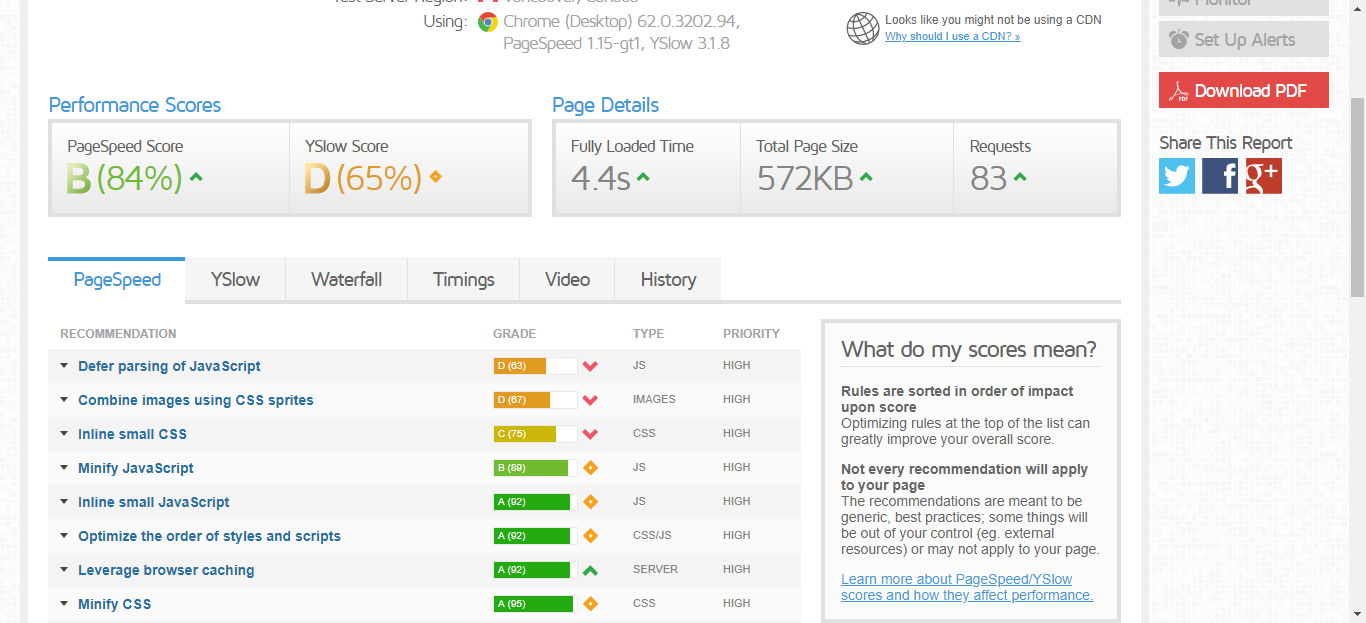 Using: Chrome (Desktop) 62.0.3202.94,
PageSpeed 1.15-gt1, YSlow 3.1.8
Looks like you might not be using a CDN
Why should I use a CDN? »
Monitor
Set Up Alerts
Download PDF
Share This Report
Performance Scores
PageSpeed Score
B (84%)
YSlow Score
D (65%)
Page Details
Fully Loaded Time
4.4s
Total Page Size
572KB
Requests
83
PageSpeed
YSlow
Waterfall
Timings
Video
History
RECOMMENDATION GRADE TYPE PRIORITY
Defer parsing of JavaScript D (63) JS HIGH
Combine images using CSS sprites D (67) IMAGES HIGH
Inline small CSS C (75) CSS HIGH
Minify JavaScript B (89) JS HIGH
Inline small JavaScript A (92) JS HIGH
Optimize the order of styles and scripts A (92) CSS/JS HIGH
Leverage browser caching A (92) SERVER HIGH
Minify CSS A (95) CSS HIGH
What do my scores mean?
Rules are sorted in order of impact
upon score
Optimizing rules at the top of the list can
greatly improve your overall score.
Not every recommendation will apply
to your page
The recommendations are meant to be
generic, best practices; some things will
be out of your control (eg. external
resources) or may not apply to your page.
Learn more about PageSpeed/YSlow
scores and how they affect performance.